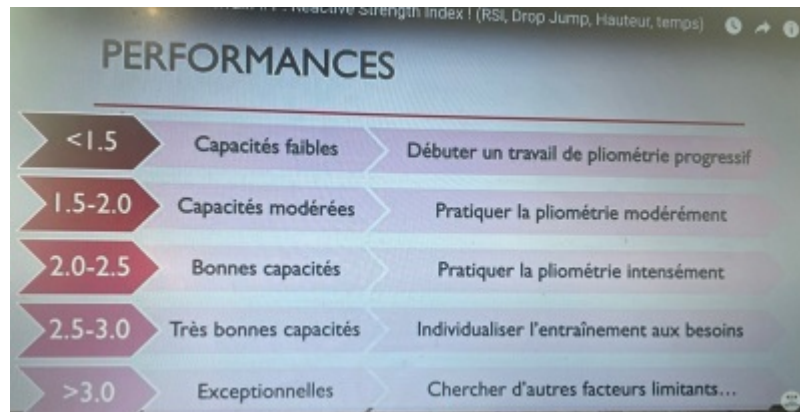 Reactive Strength Index ! (RSI, Drop Jump, Hauteur, temps)
PERFORMANCES
<1.5 Capacités faibles Débuter un travail de pliométrie progressif
1.5-2.0 Capacités modérées Pratiquer la pliométrie modérément
2.0-2.5 Bonnes capacités Pratiquer la pliométrie intensément
2.5-3.0 Très bonnes capacités Individualiser l'entraînement aux besoins
>3.0 Exceptionnelles Chercher d'autres facteurs limitants...